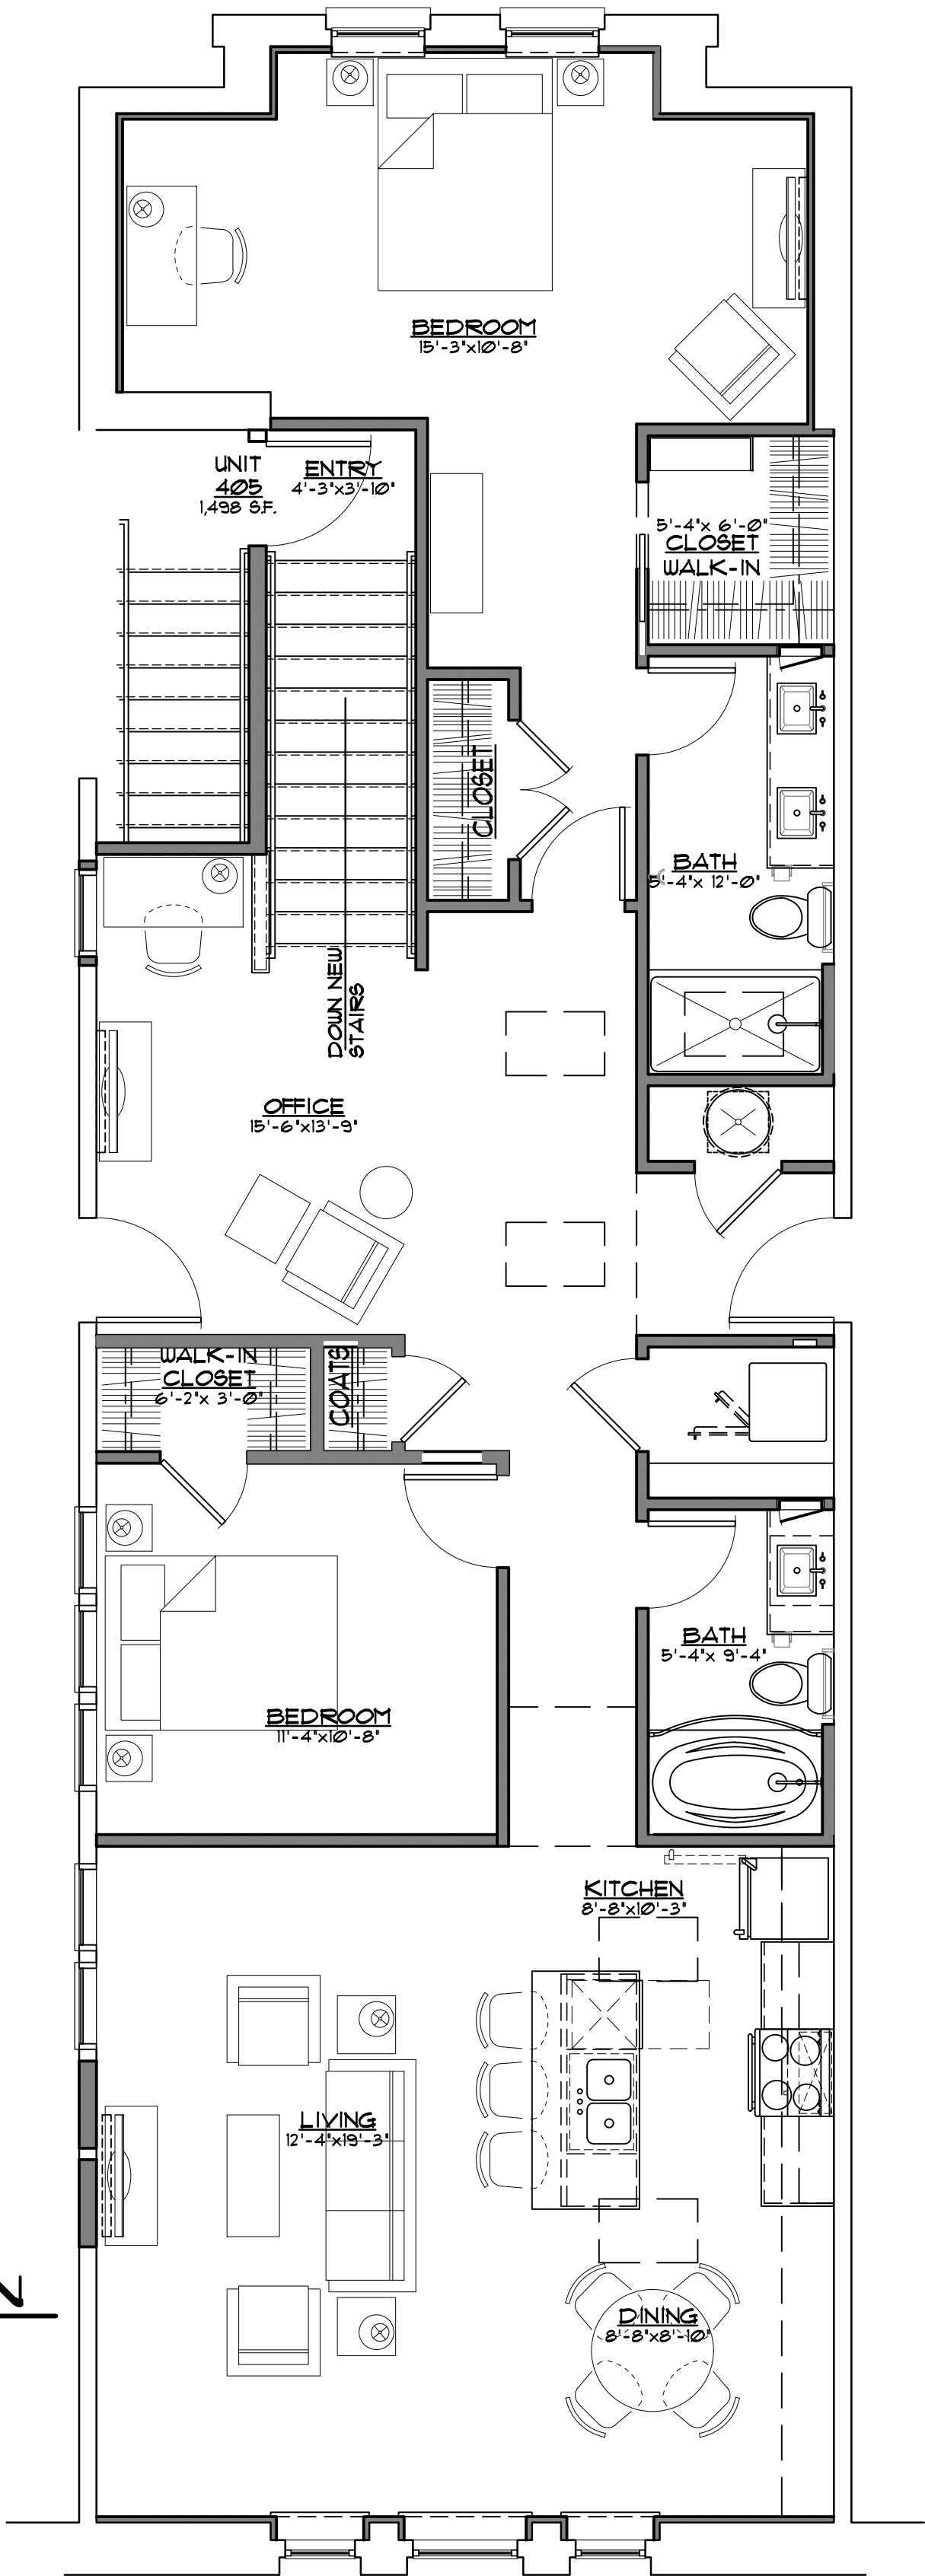 BEDROOM
15'-3"x10'-8"
UNIT
405
1,498 S.F.
ENTRY
4'-3"x3'-10"
5'-4"x 6'-0"
CLOSET
WALK-IN
CLOSET
BATH
5'-4"x 12'-0"
DOWN NEW
STAIRS
OFFICE
15'-6"x13'-9"
WALK-IN
CLOSET
6'-2"x 3'-0"
COATS
BATH
5'-4"x 9'-4"
BEDROOM
11'-4"x10'-8"
KITCHEN
8'-8"x10'-3"
LIVING
12'-4"x19'-3"
DINING
8'-8"x8'-10"